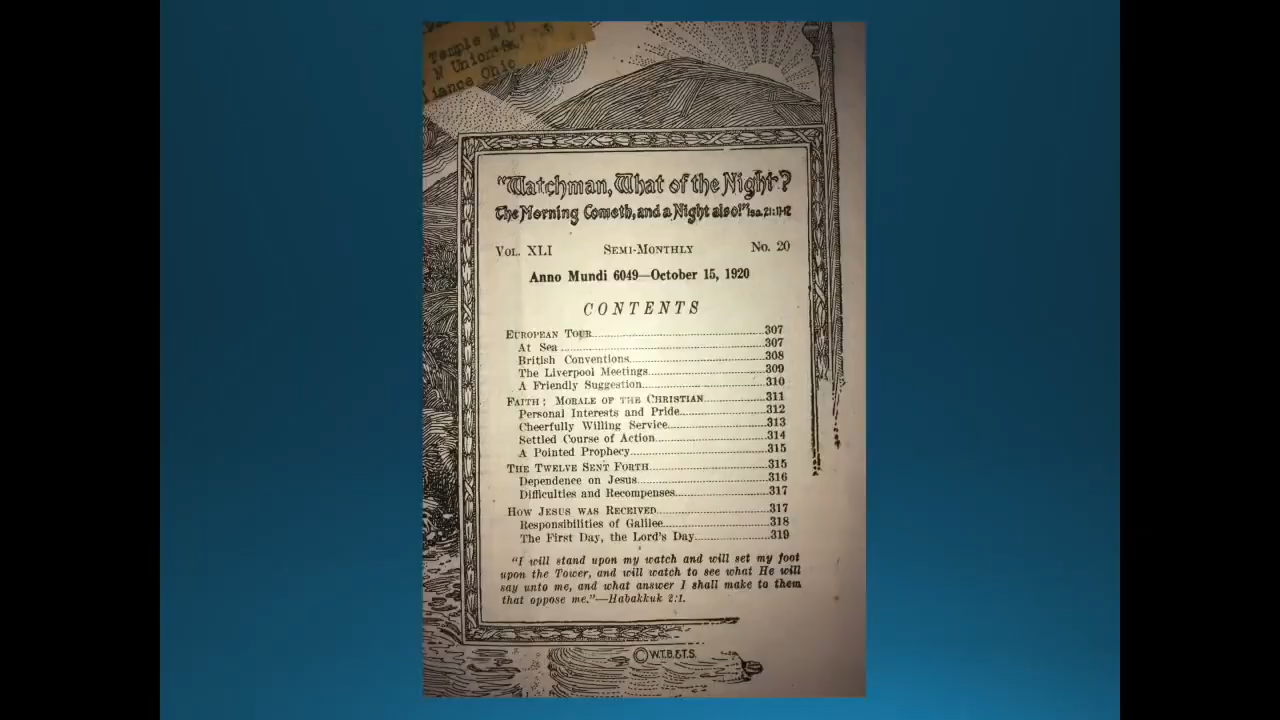 Temple M D
N Union
liance Ohio
"Watchman, What of the Night"?
The Morning Cometh, and a Night also!" Isa. 21:11-12
VOL. XLI SEMI-MONTHLY No. 20
Anno Mundi 6049—October 15, 1920
CONTENTS
EUROPEAN TOUR 307
At Sea 307
British Conventions 308
The Liverpool Meetings 309
A Friendly Suggestion 310
FAITH: MORALE OF THE CHRISTIAN 311
Personal Interests and Pride 312
Cheerfully Willing Service 313
Settled Course of Action 314
A Pointed Prophecy 315
THE TWELVE SENT FORTH 315
Dependence on Jesus 316
Difficulties and Recompenses 317
HOW JESUS WAS RECEIVED 317
Responsibilities of Galilee 318
The First Day, the Lord's Day 319
"I will stand upon my watch and will set my foot
upon the Tower, and will watch to see what He will
say unto me, and what answer I shall make to them
that oppose me."—Habakkuk 2:1.
©W.T.B.&T.S.